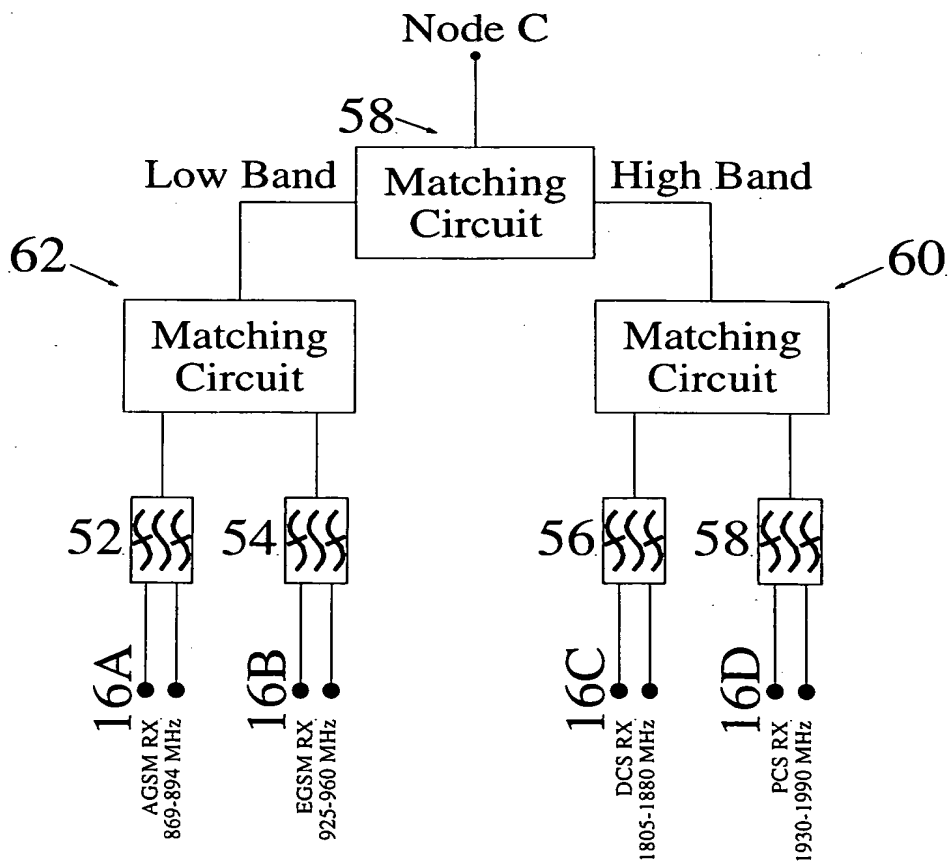 Node C
58
Low Band
Matching
Circuit
High Band
62
60
Matching
Circuit
Matching
Circuit
52
54
56
58
16A
16B
16C
16D
AGSM RX
869-894 MHz
EGSM RX
925-960 MHz
DCS RX
1805-1880 MHz
PCS RX
1930-1990 MHz